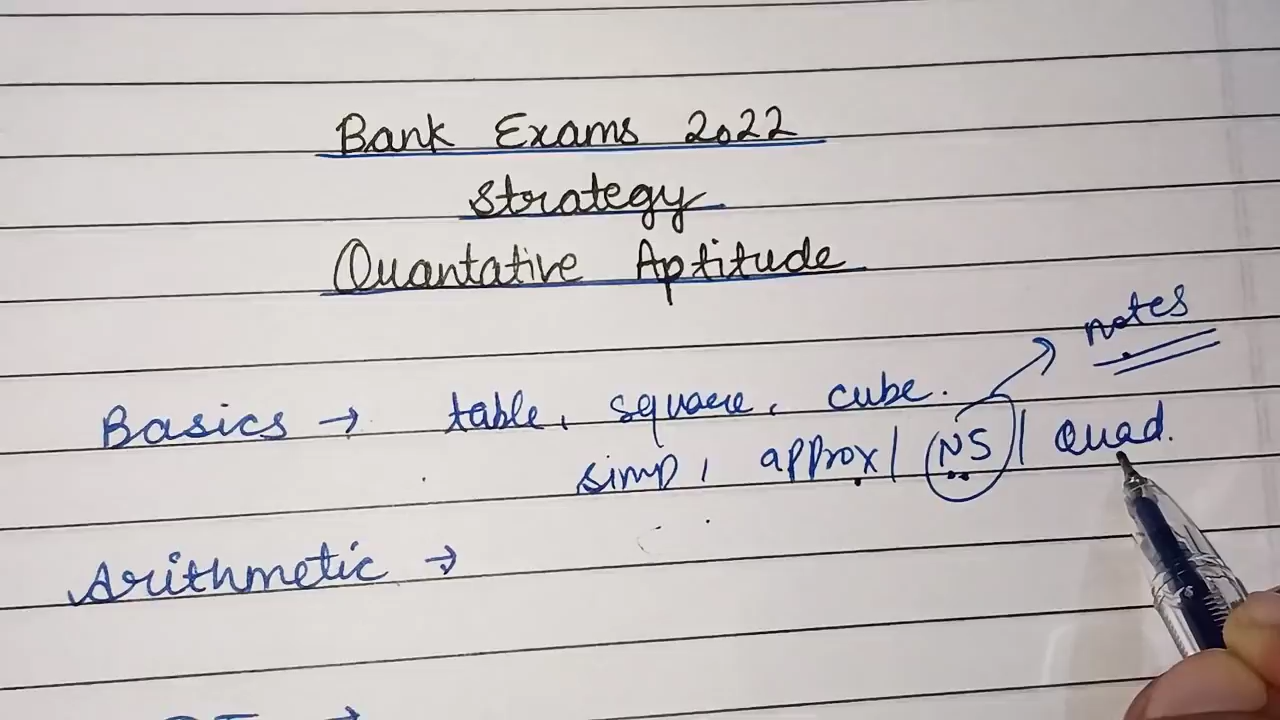 Bank Exams 2022
Strategy
Quantative Aptitude
notes
Basics → table, square, cube.
simp, approx / NS / Quad.
Arithmetic →